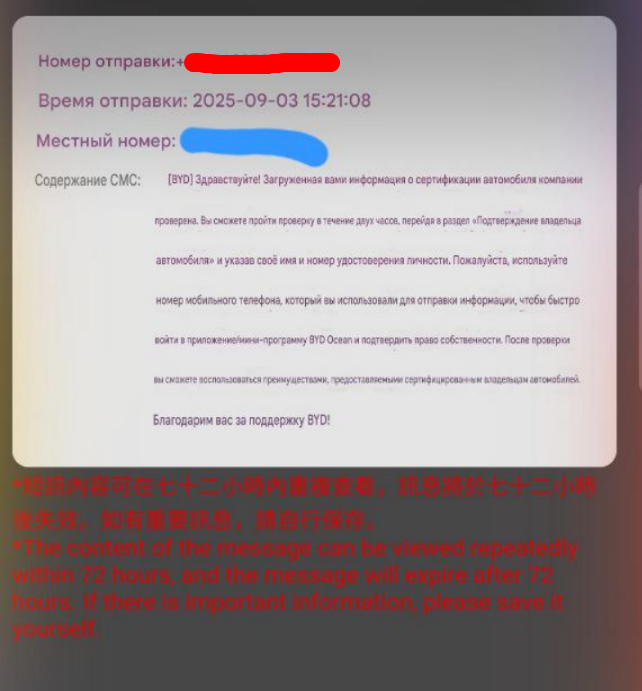 Номер отправки:+
Время отправки: 2025-09-03 15:21:08
Местный номер:
Содержание СМС: [BYD] Здравствуйте! Загруженная вами информация о сертификации автомобиля компании
проверена. Вы сможете пройти проверку в течение двух часов, перейдя в раздел «Подтверждение владельца
автомобиля» и указав своё имя и номер удостоверения личности. Пожалуйста, используйте
номер мобильного телефона, который вы использовали для отправки информации, чтобы быстро
войти в приложение/мини-программу BYD Ocean и подтвердить право собственности. После проверки
вы сможете воспользоваться преимуществами, предоставляемыми сертифицированным владельцам автомобилей.
Благодарим вас за поддержку BYD!
*短訊內容可在七十二小時內重複查看，訊息將於七十二小時
後失效。如有重要訊息，請自行保存。
*The content of the message can be viewed repeatedly
within 72 hours, and the message will expire after 72
hours. If there is important information, please save it
yourself.